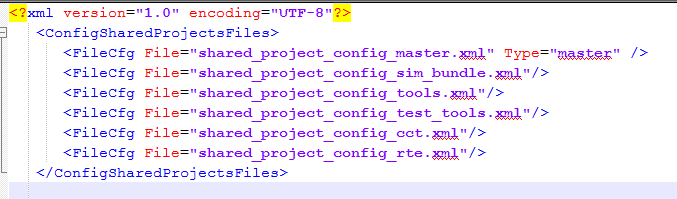 <?xml version="1.0" encoding="UTF-8"?>
<ConfigSharedProjectsFiles>
<FileCfg File="shared_project_config_master.xml" Type="master" />
<FileCfg File="shared_project_config_sim_bundle.xml"/>
<FileCfg File="shared_project_config_tools.xml"/>
<FileCfg File="shared_project_config_test_tools.xml"/>
<FileCfg File="shared_project_config_cct.xml"/>
<FileCfg File="shared_project_config_rte.xml"/>
</ConfigSharedProjectsFiles>